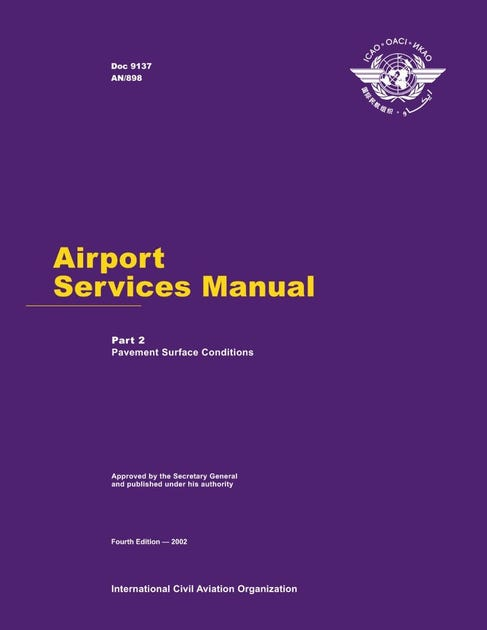 Doc 9137
AN/898
ICAO • OACI • ИКАО
国际民航组织 • إيكاو
Airport
Services Manual
Part 2
Pavement Surface Conditions
Approved by the Secretary General
and published under his authority
Fourth Edition — 2002
International Civil Aviation Organization